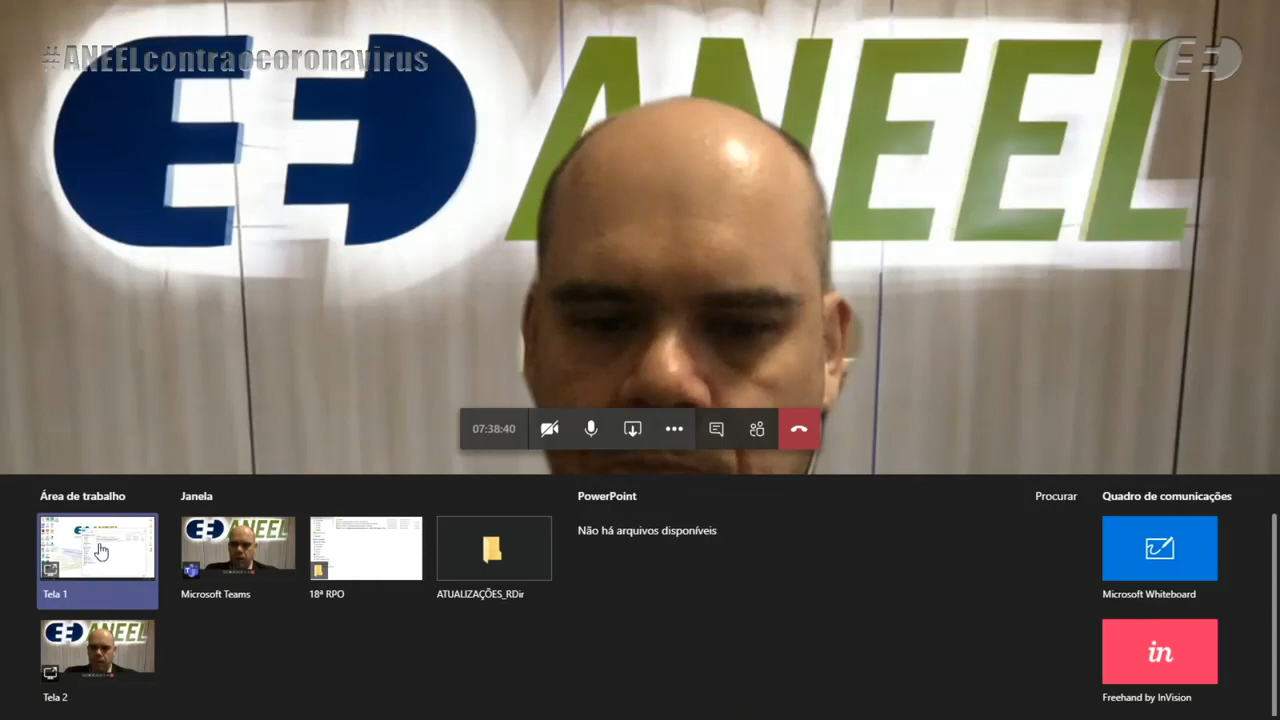 #ANEELcontraocoronavirus
ANEEL
07:38:40
Área de trabalho
Janela
PowerPoint
Procurar
Quadro de comunicações
Não há arquivos disponíveis
Tela 1
Microsoft Teams
18ª RPO
ATUALIZAÇÕES_RDir
Microsoft Whiteboard
in
Tela 2
Freehand by InVision